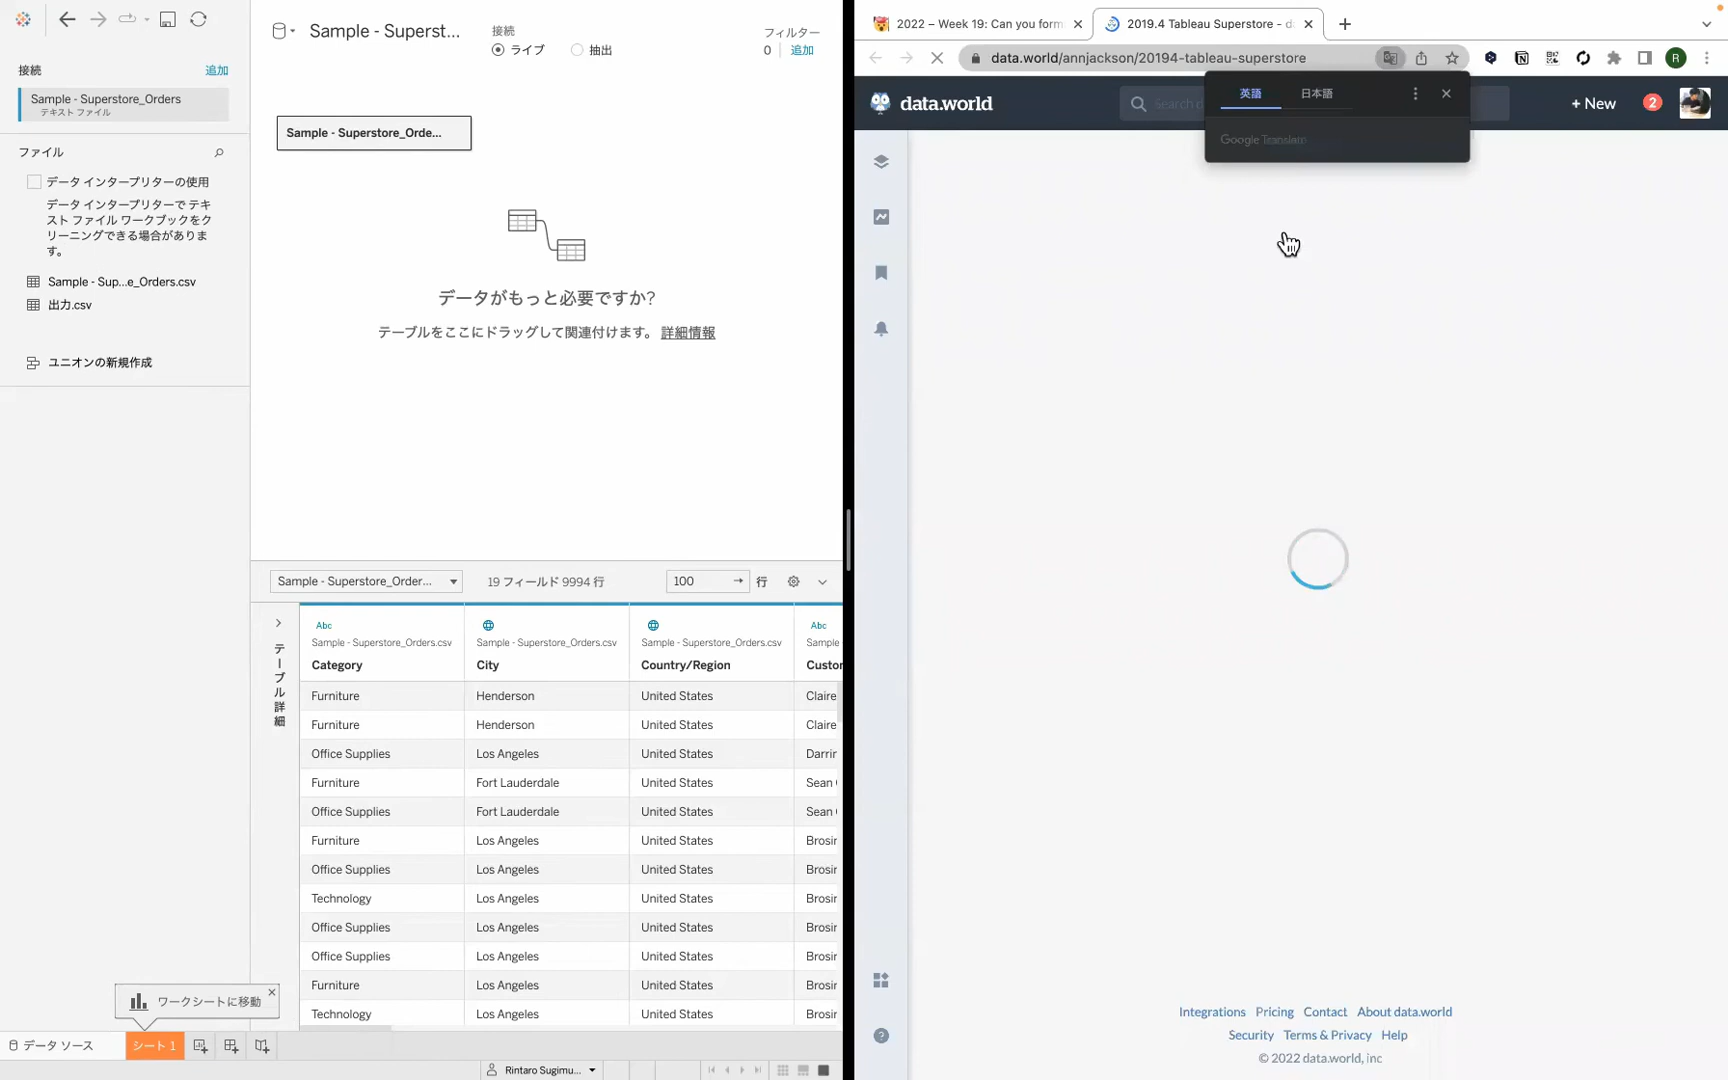 Sample - Superst...
接続
ライブ
抽出
フィルター
0
追加
接続
追加
Sample - Superstore_Orders
テキスト ファイル
ファイル
データ インタープリターの使用
データ インタープリターで テキ
スト ファイル ワークブックをク
リーニングできる場合がありま
す。
Sample - Sup...e_Orders.csv
出力.csv
ユニオンの新規作成
Sample - Superstore_Orde...
データがもっと必要ですか?
テーブルをここにドラッグして関連付けます。 詳細情報
Sample - Superstore_Order...
19 フィールド 9994 行
100
行
テーブル詳細
Abc
Sample - Superstore_Orders.csv
Sample - Superstore_Orders.csv
Sample - Superstore_Orders.csv
Abc
Sample
Category
City
Country/Region
Custor
Furniture
Henderson
United States
Claire
Furniture
Henderson
United States
Claire
Office Supplies
Los Angeles
United States
Darrir
Furniture
Fort Lauderdale
United States
Sean
Office Supplies
Fort Lauderdale
United States
Sean
Furniture
Los Angeles
United States
Brosir
Office Supplies
Los Angeles
United States
Brosir
Technology
Los Angeles
United States
Brosir
Office Supplies
Los Angeles
United States
Brosir
Office Supplies
Los Angeles
United States
Brosir
Furniture
Los Angeles
United States
Brosir
Technology
Los Angeles
United States
Brosir
ワークシートに移動
データ ソース
シート 1
Rintaro Sugimu...
2022 – Week 19: Can you form
2019.4 Tableau Superstore - d
data.world/annjackson/20194-tableau-superstore
R
data.world
Search
+ New
2
英語
日本語
Google Translate
Integrations
Pricing
Contact
About data.world
Security
Terms & Privacy
Help
© 2022 data.world, inc